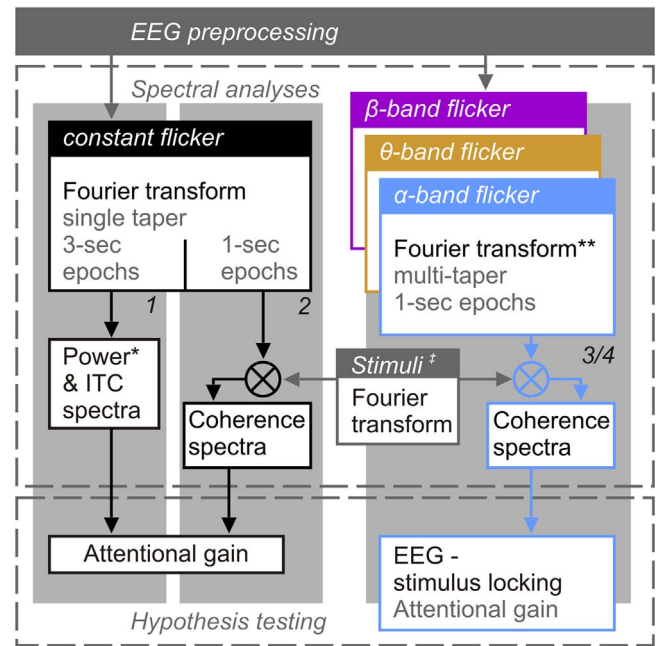 EEG preprocessing
Spectral analyses
constant flicker
Fourier transform
single taper
3-sec
epochs
1-sec
epochs
1
2
Power*
& ITC
spectra
Coherence
spectra
β-band flicker
θ-band flicker
α-band flicker
Fourier transform**
multi-taper
1-sec epochs
3/4
Stimuli ‡
Fourier
transform
Coherence
spectra
Attentional gain
EEG -
stimulus locking
Attentional gain
Hypothesis testing